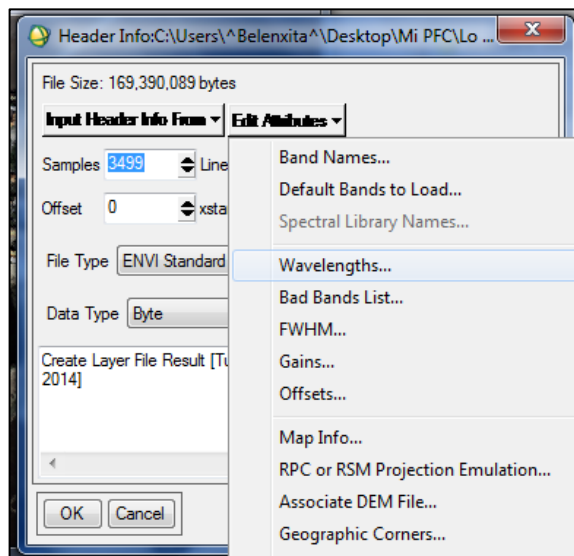 Header Info:C:\Users\^Belenxita^\Desktop\Mi PFC\Lo ...
File Size: 169,390,089 bytes
Input Header Info From Edit Attributes
Samples 3499 Line
Offset 0 xsta
File Type ENVI Standard
Data Type Byte
Create Layer File Result [Tu
2014]
OK Cancel
Band Names...
Default Bands to Load...
Spectral Library Names...
Wavelengths...
Bad Bands List...
FWHM...
Gains...
Offsets...
Map Info...
RPC or RSM Projection Emulation...
Associate DEM File...
Geographic Corners...